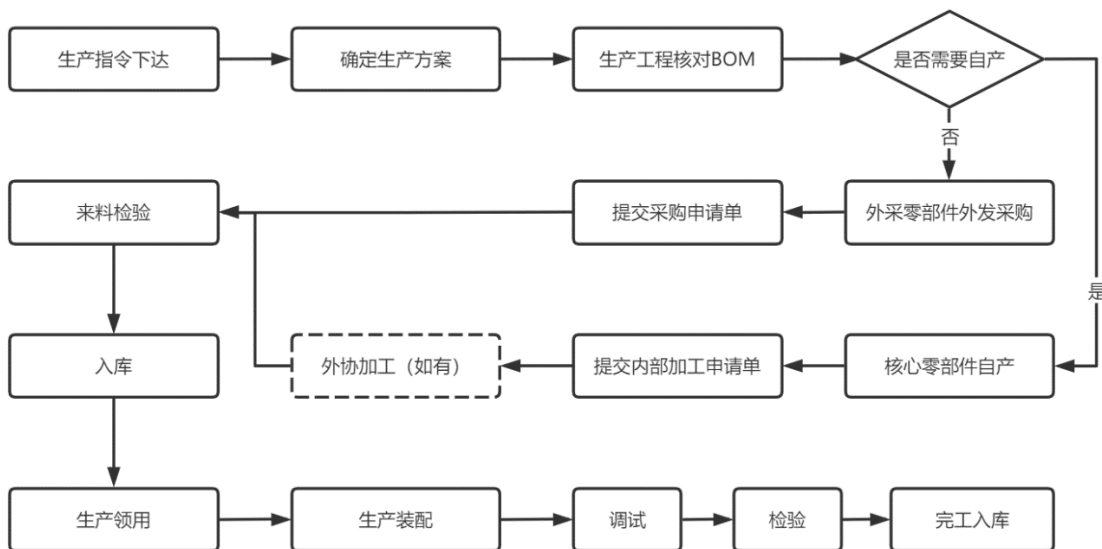 生产指令下达
确定生产方案
生产工程核对BOM
是否需要自产
否
是
来料检验
提交采购申请单
外采零部件外发采购
入库
外协加工（如有）
提交内部加工申请单
核心零部件自产
生产领用
生产装配
调试
检验
完工入库